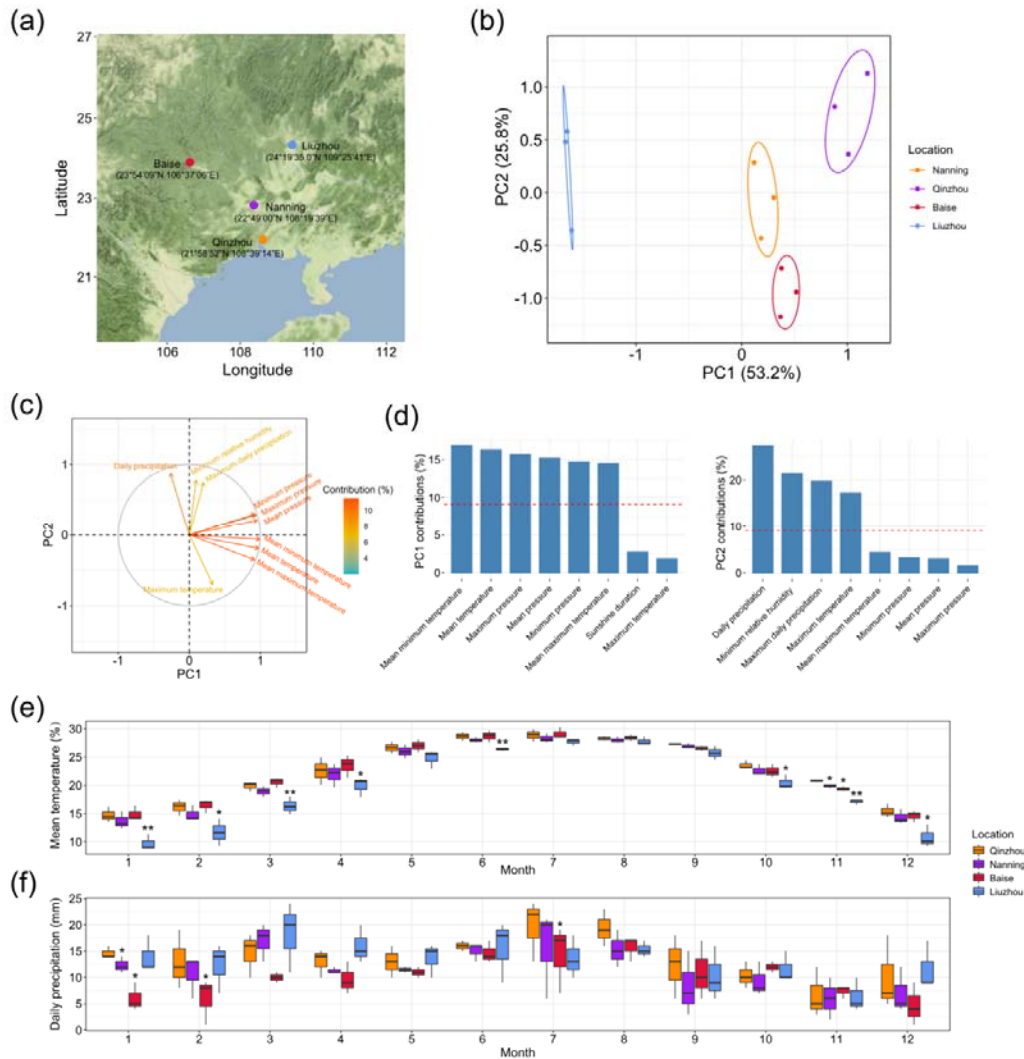 (a)
27
25
23
21
Latitude
106
108
110
112
Longitude
Liuzhou
(24°19'35.0"N 109°25'41"E)
Baise
(23°54'09"N 106°37'06"E)
Nanning
(22°49'00"N 108°19'39"E)
Qinzhou
(21°58'52"N 108°39'14"E)
(b)
PC2 (25.8%)
1.0
0.5
0.0
-0.5
-1.0
-1
0
1
PC1 (53.2%)
Location
Nanning
Qinzhou
Baise
Liuzhou
(c)
PC2
1
0
-1
-1
0
1
PC1
Minimum relative humidity
Maximum daily precipitation
Daily precipitation
Minimum pressure
Maximum pressure
Mean pressure
Mean minimum temperature
Mean temperature
Mean maximum temperature
Maximum temperature
Contribution (%)
10
8
6
4
(d)
PC1 contributions (%)
15
10
5
0
Mean minimum temperature
Mean temperature
Maximum pressure
Mean pressure
Minimum pressure
Mean maximum temperature
Sunshine duration
Maximum temperature
PC2 contributions (%)
20
10
0
Daily precipitation
Minimum relative humidity
Maximum daily precipitation
Maximum temperature
Mean maximum temperature
Minimum pressure
Mean pressure
Maximum pressure
(e)
Mean temperature (%)
30
25
20
15
10
** * ** * ** * * * ** *
1 2 3 4 5 6 7 8 9 10 11 12
Month
(f)
Daily precipitation (mm)
25
20
15
10
5
0
* * * *
1 2 3 4 5 6 7 8 9 10 11 12
Month
Location
Qinzhou
Nanning
Baise
Liuzhou